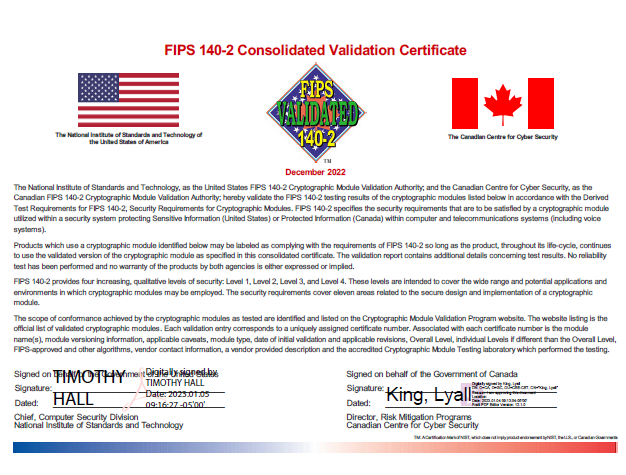 FIPS 140-2 Consolidated Validation Certificate
FIPS
VALIDATED
140-2
TM
The National Institute of Standards and Technology of
the United States of America
The Canadian Centre for Cyber Security
December 2022
The National Institute of Standards and Technology, as the United States FIPS 140-2 Cryptographic Module Validation Authority; and the Canadian Centre for Cyber Security, as the
Canadian FIPS 140-2 Cryptographic Module Validation Authority; hereby validate the FIPS 140-2 testing results of the cryptographic modules listed below in accordance with the Derived
Test Requirements for FIPS 140-2, Security Requirements for Cryptographic Modules. FIPS 140-2 specifies the security requirements that are to be satisfied by a cryptographic module
utilized within a security system protecting Sensitive Information (United States) or Protected Information (Canada) within computer and telecommunications systems (including voice
systems).
Products which use a cryptographic module identified below may be labeled as complying with the requirements of FIPS 140-2 so long as the product, throughout its life-cycle, continues
to use the validated version of the cryptographic module as specified in this consolidated certificate. The validation report contains additional details concerning test results. No reliability
test has been performed and no warranty of the products by both agencies is either expressed or implied.
FIPS 140-2 provides four increasing, qualitative levels of security: Level 1, Level 2, Level 3, and Level 4. These levels are intended to cover the wide range and potential applications and
environments in which cryptographic modules may be employed. The security requirements cover eleven areas related to the secure design and implementation of a cryptographic
module.
The scope of conformance achieved by the cryptographic modules as tested are identified and listed on the Cryptographic Module Validation Program website. The website listing is the
official list of validated cryptographic modules. Each validation entry corresponds to a uniquely assigned certificate number. Associated with each certificate number is the module
name(s), module versioning information, applicable caveats, module type, date of initial validation and applicable revisions, Overall Level, individual Levels if different than the Overall Level,
FIPS-approved and other algorithms, vendor contact information, a vendor provided description and the accredited Cryptographic Module Testing laboratory which performed the testing.
Signed on behalf of the Government of the United States
Signature:
TIMOTHY
HALL
Digitally signed by
TIMOTHY HALL
Date: 2023.01.05
09:16:27 -05'00'
Dated:
Chief, Computer Security Division
National Institute of Standards and Technology
Signed on behalf of the Government of Canada
Signature:
King, Lyall
Digitally signed by King, Lyall
Dated:
Director, Risk Mitigation Programs
Canadian Centre for Cyber Security
TM: A Certification Mark of NIST, which does not imply product endorsement by NIST, the U.S., or Canadian Governments